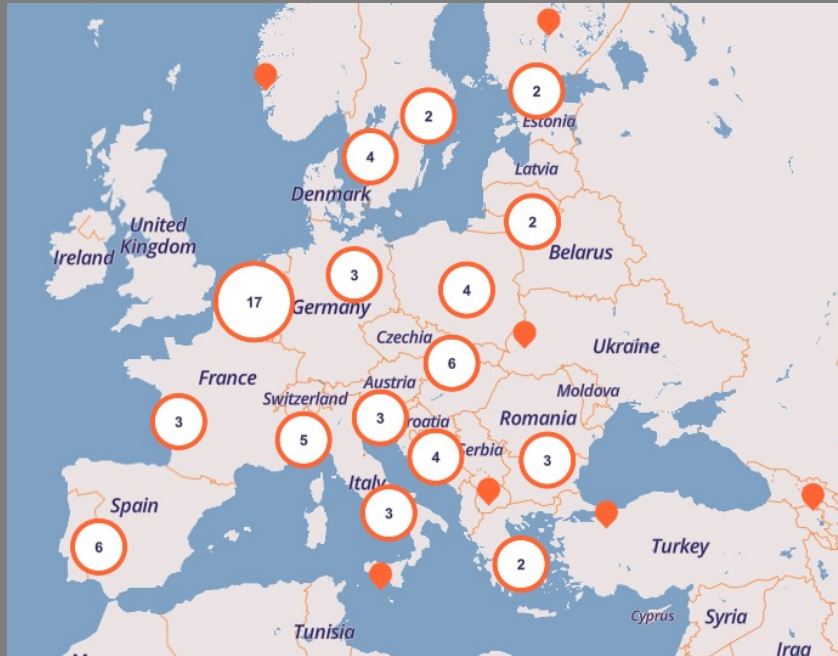 2
2
Estonia
4
Latvia
Denmark
2
United
Kingdom
Ireland
Belarus
3
4
17
Germany
Czechia
Ukraine
6
France
Austria
Moldova
Switzerland
3
3
roatia
Romania
5
4
Serbia
3
Italy
Spain
3
6
Turkey
2
Cyprus
Syria
Tunisia
Iraq